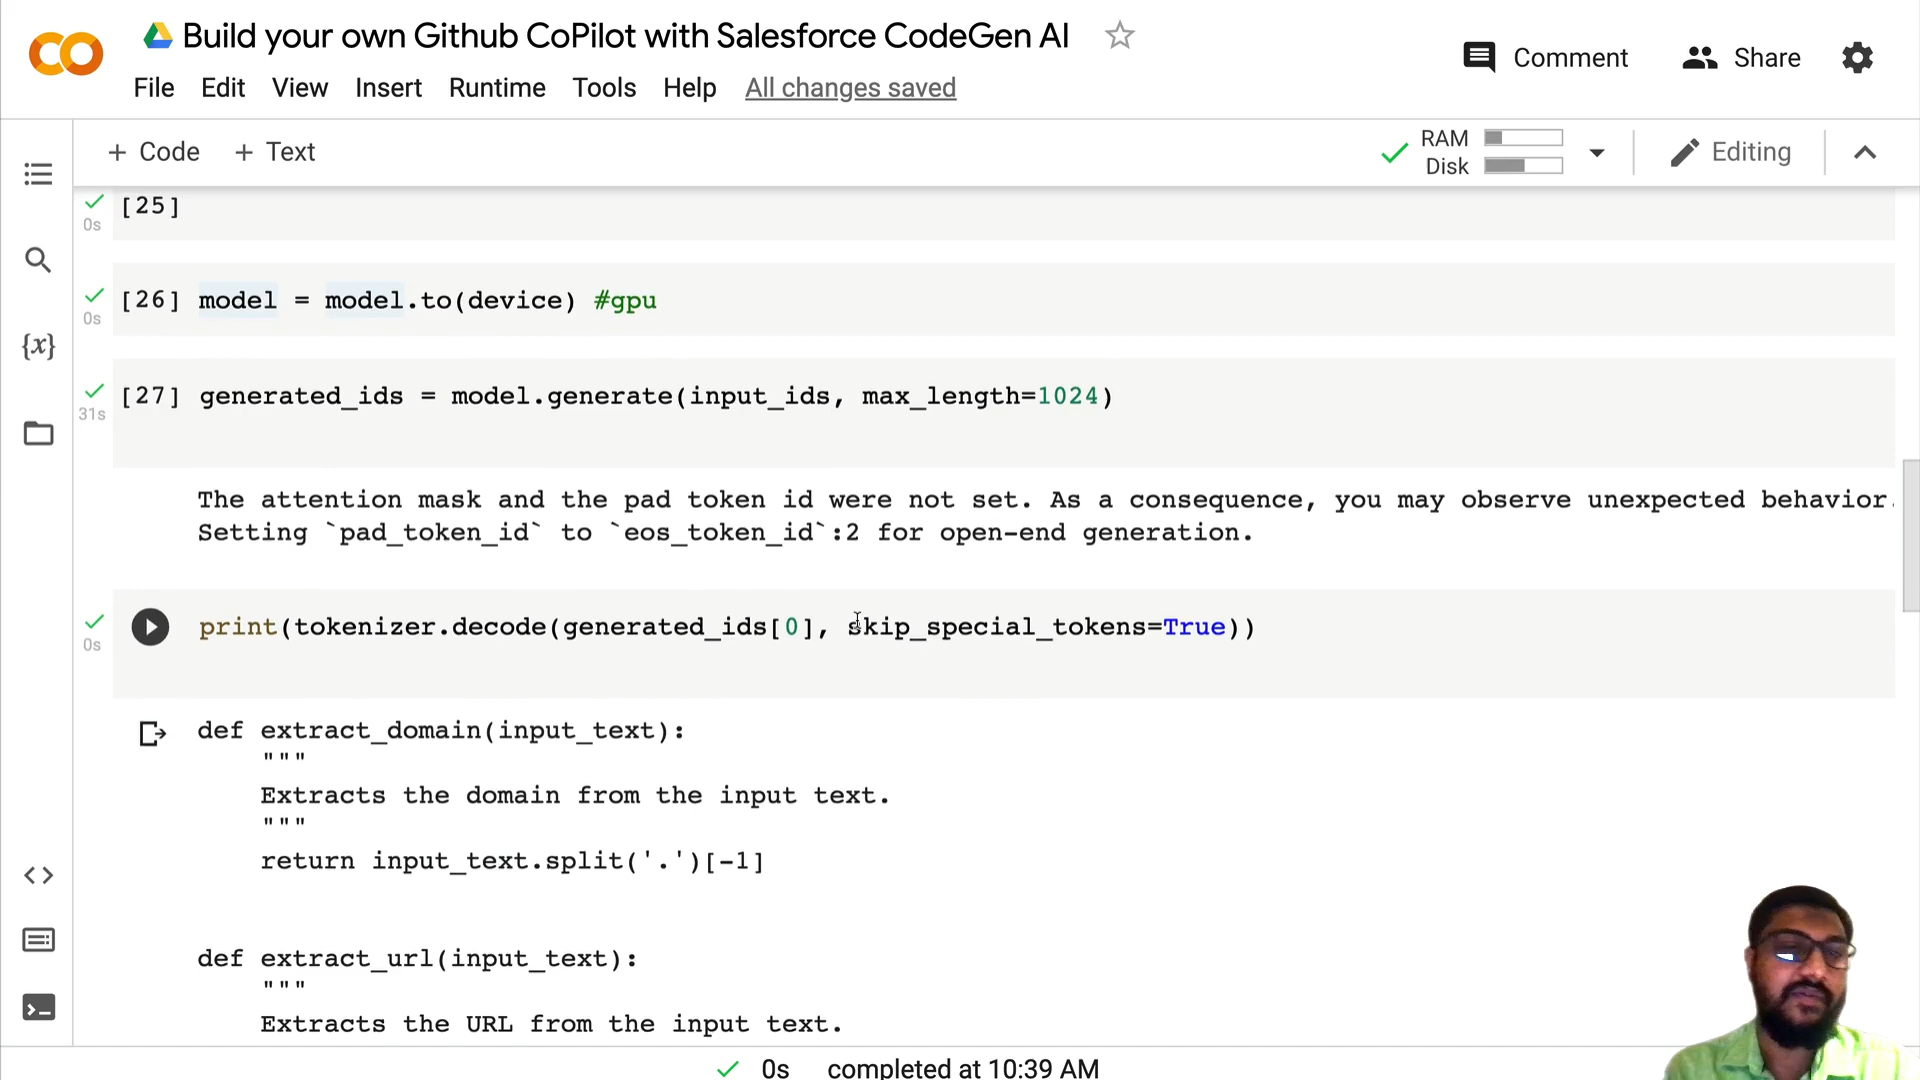 Build your own Github CoPilot with Salesforce CodeGen AI
Comment
Share
File Edit View Insert Runtime Tools Help All changes saved
+ Code + Text
RAM
Disk
Editing
[25]
0s
[26] model = model.to(device) #gpu
0s
{x}
[27] generated_ids = model.generate(input_ids, max_length=1024)
31s
The attention mask and the pad token id were not set. As a consequence, you may observe unexpected behavior.
Setting `pad_token_id` to `eos_token_id`:2 for open-end generation.
print(tokenizer.decode(generated_ids[0], skip_special_tokens=True))
0s
def extract_domain(input_text):
"""
Extracts the domain from the input text.
"""
return input_text.split('.')[-1]
def extract_url(input_text):
"""
Extracts the URL from the input text.
0s completed at 10:39 AM